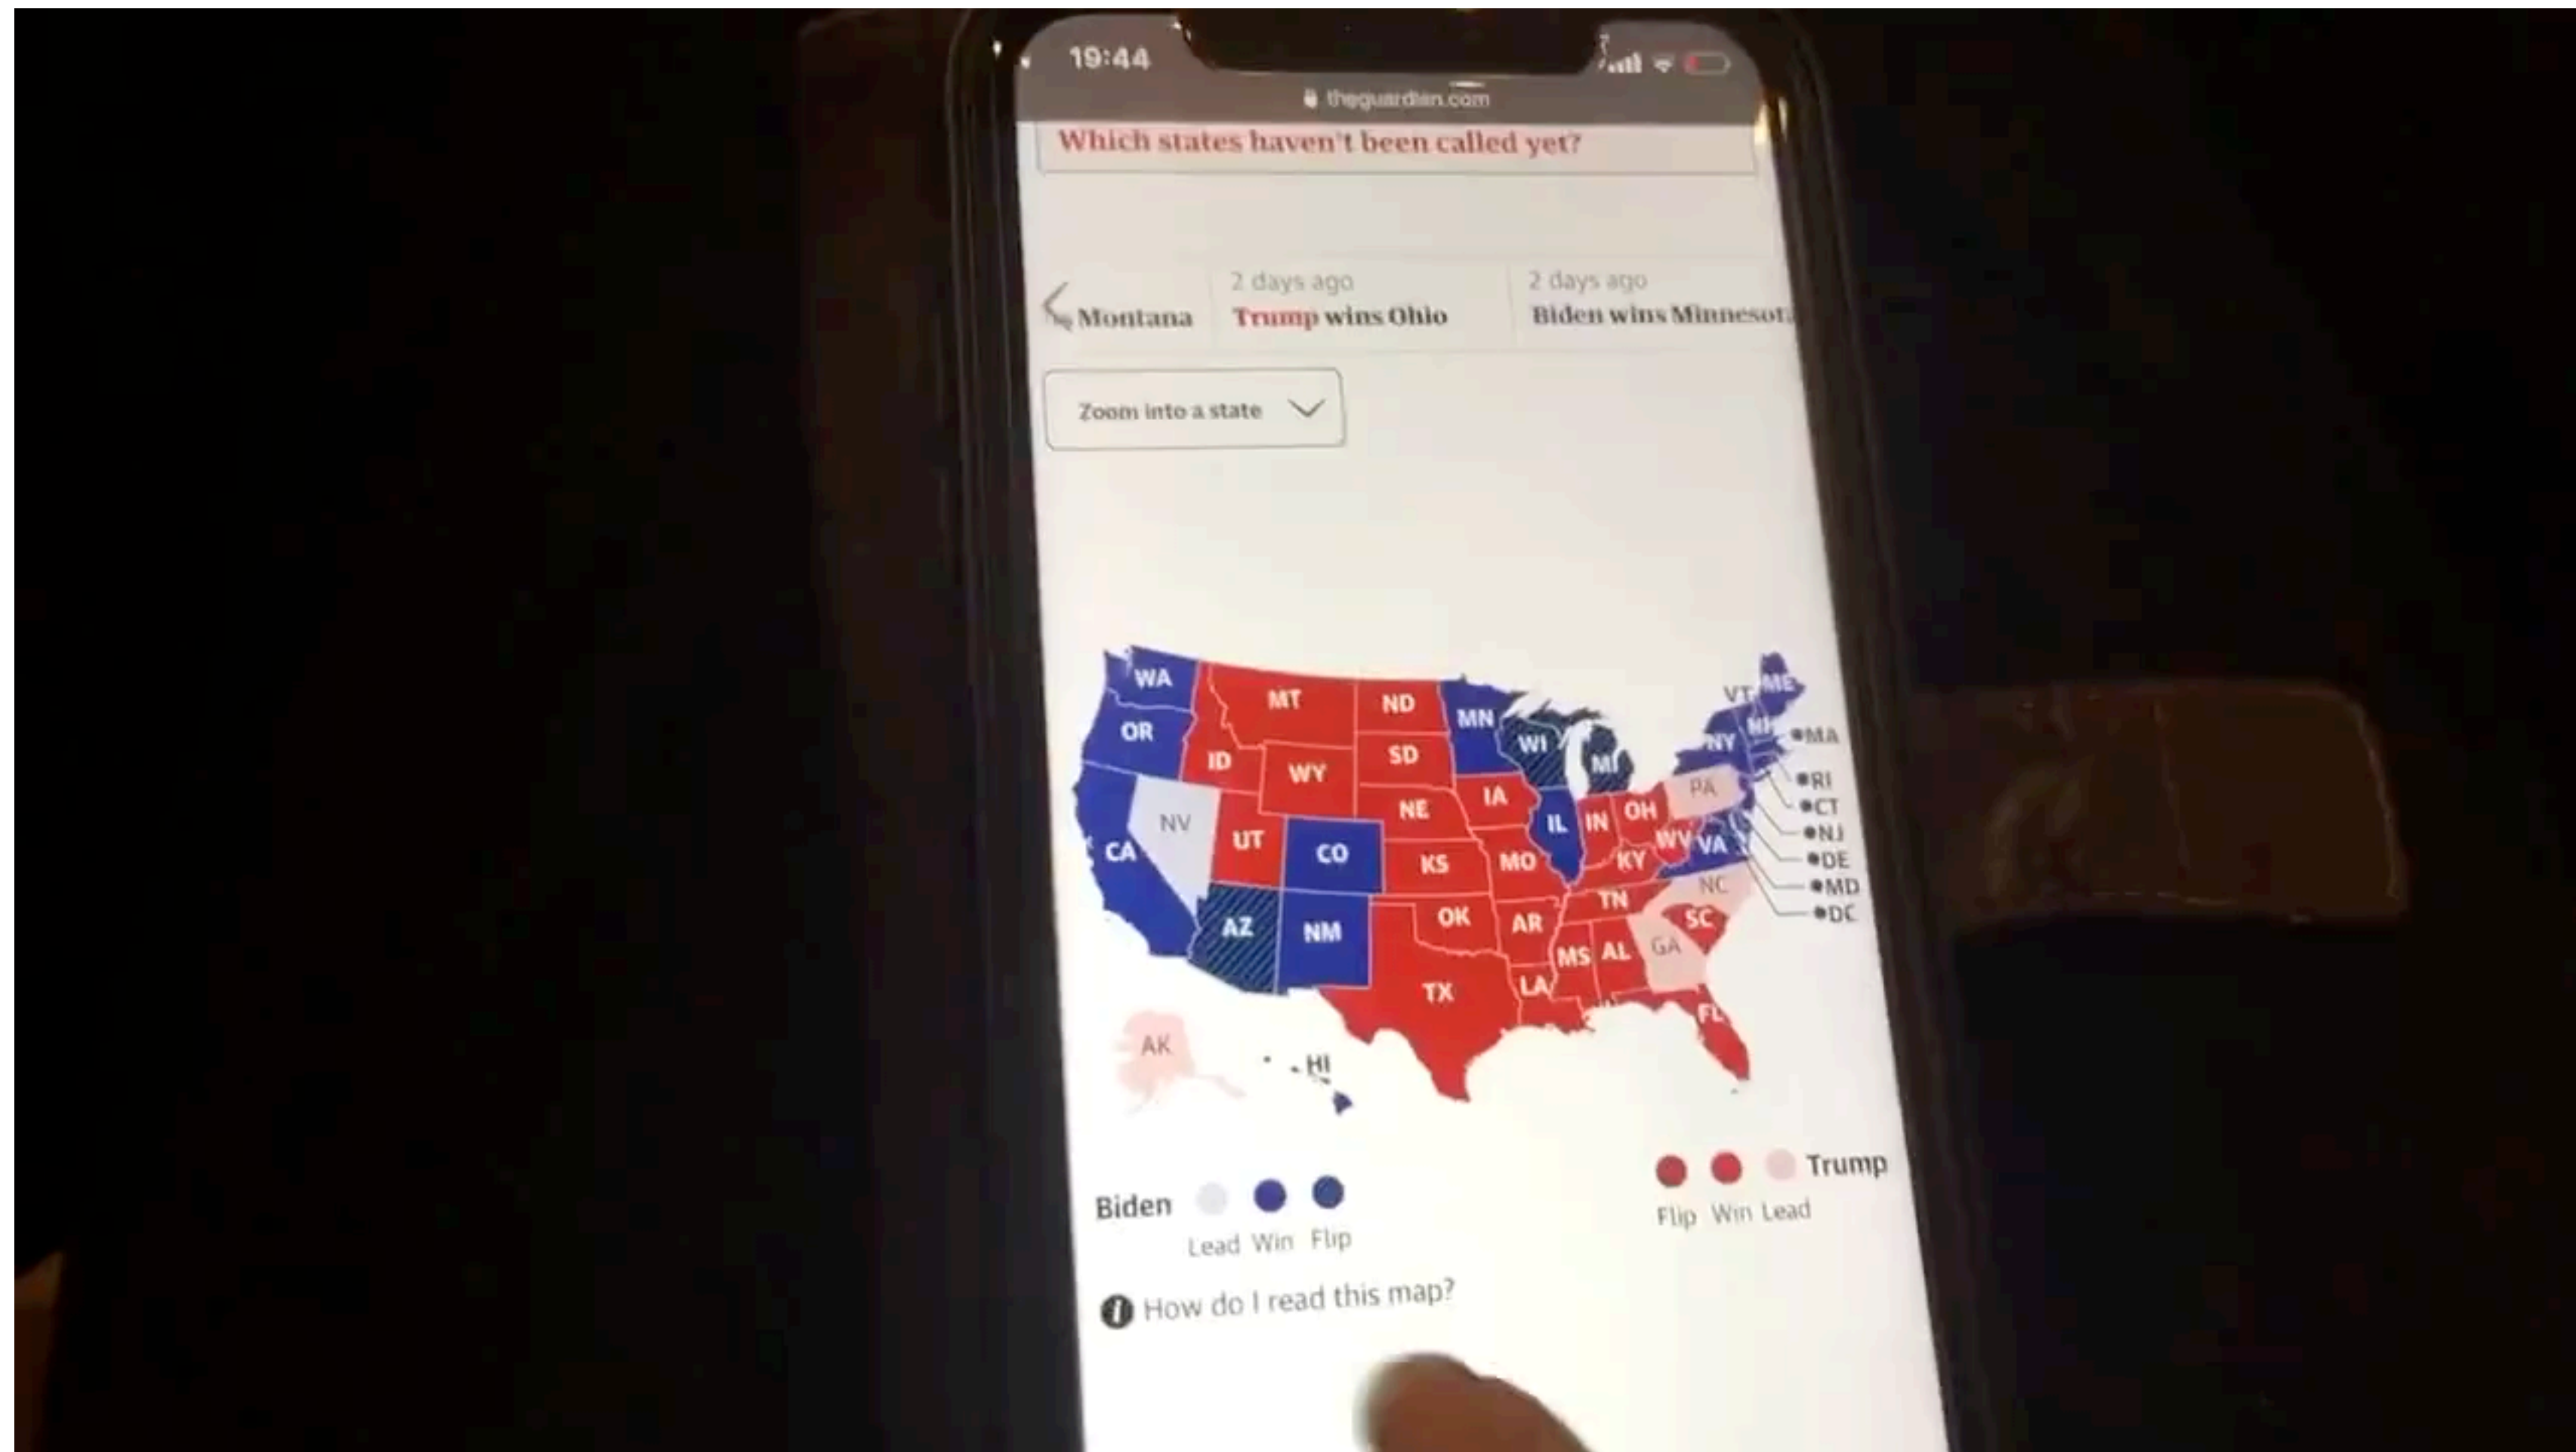 19:44
theguardian.com
Which states haven't been called yet?
2 days ago
2 days ago
Montana
Trump wins Ohio
Biden wins Minnesota
Zoom into a state
WA
MT
ND
MN
VT
ME
OR
ID
SD
WI
MI
NY
NH
MA
WY
RI
NV
NE
IA
PA
CT
CA
UT
CO
IL
IN
OH
NJ
KS
MO
WV
VA
DE
KY
MD
AZ
NM
OK
AR
TN
NC
DC
SC
MS
AL
GA
TX
LA
FL
AK
HI
Biden
Lead Win Flip
Trump
Flip Win Lead
i How do I read this map?